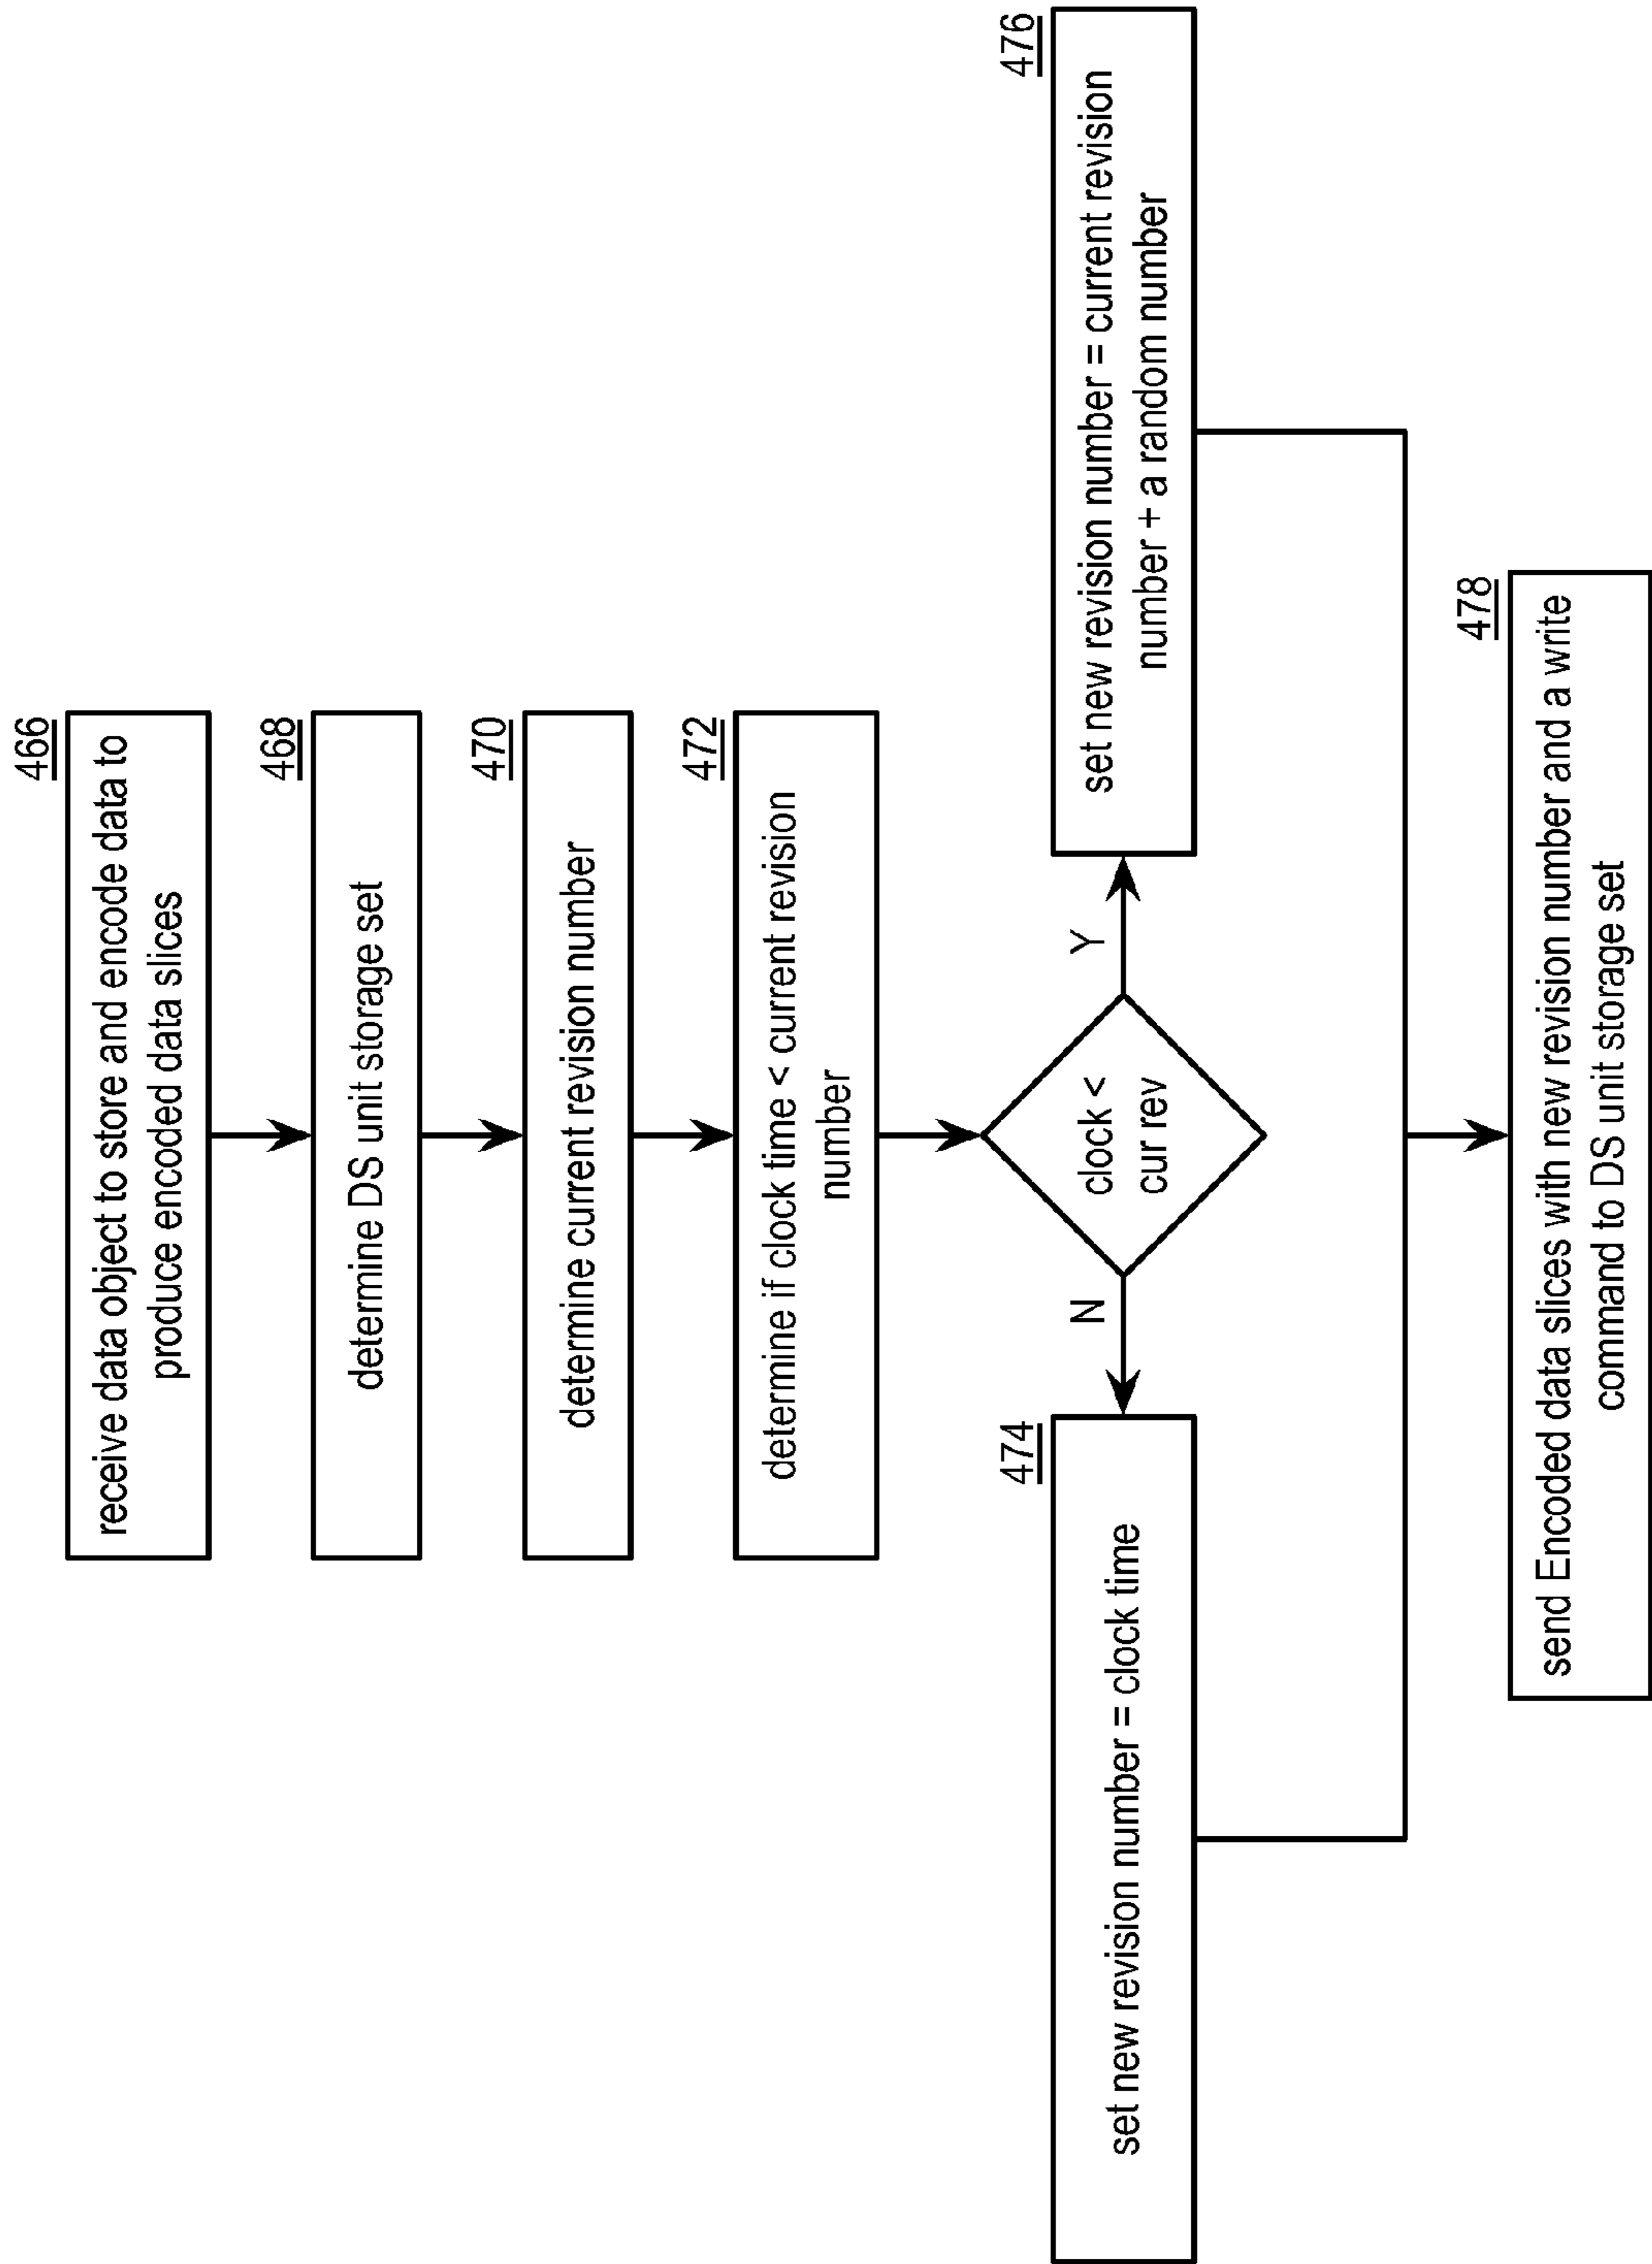 466
receive data object to store and encode data to
produce encoded data slices
468
determine DS unit storage set
470
determine current revision number
472
determine if clock time < current revision
number
clock <
cur rev
N
Y
474
set new revision number = clock time
476
set new revision number = current revision
number + a random number
478
send Encoded data slices with new revision number and a write
command to DS unit storage set